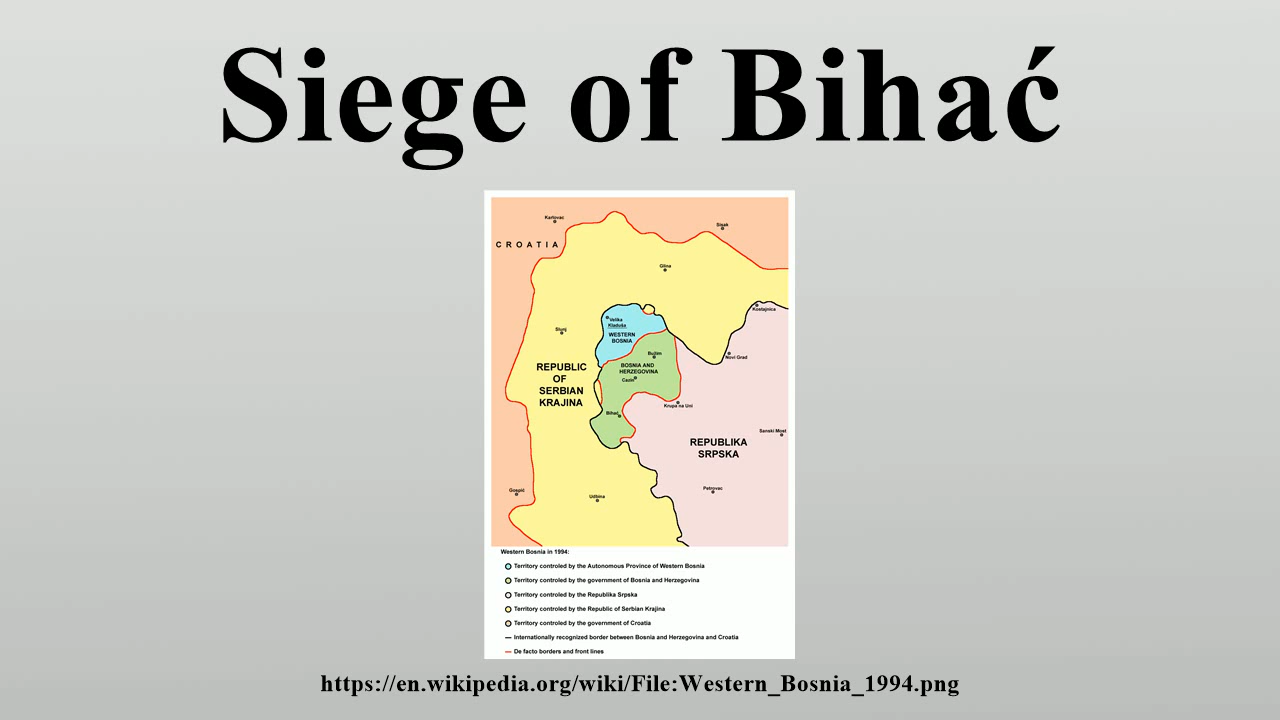 Siege of Bihać
Karlovac
Sisak
CROATIA
Glina
Kostajnica
Velika
Kladuša
Slunj
WESTERN
BOSNIA
Bužim
Novi Grad
BOSNIA AND
HERZEGOVINA
REPUBLIC
OF
SERBIAN
KRAJINA
Cazin
Krupa na Uni
Bihać
Sanski Most
REPUBLIKA
SRPSKA
Gospić
Udbina
Petrovac
Western Bosnia in 1994:
Territory controled by the Autonomous Province of Western Bosnia
Territory controled by the government of Bosnia and Herzegovina
Territory controled by the Republika Srpska
Territory controled by the Republic of Serbian Krajina
Territory controled by the government of Croatia
Internationally recognized border between Bosnia and Herzegovina and Croatia
De facto borders and front lines
https://en.wikipedia.org/wiki/File:Western_Bosnia_1994.png